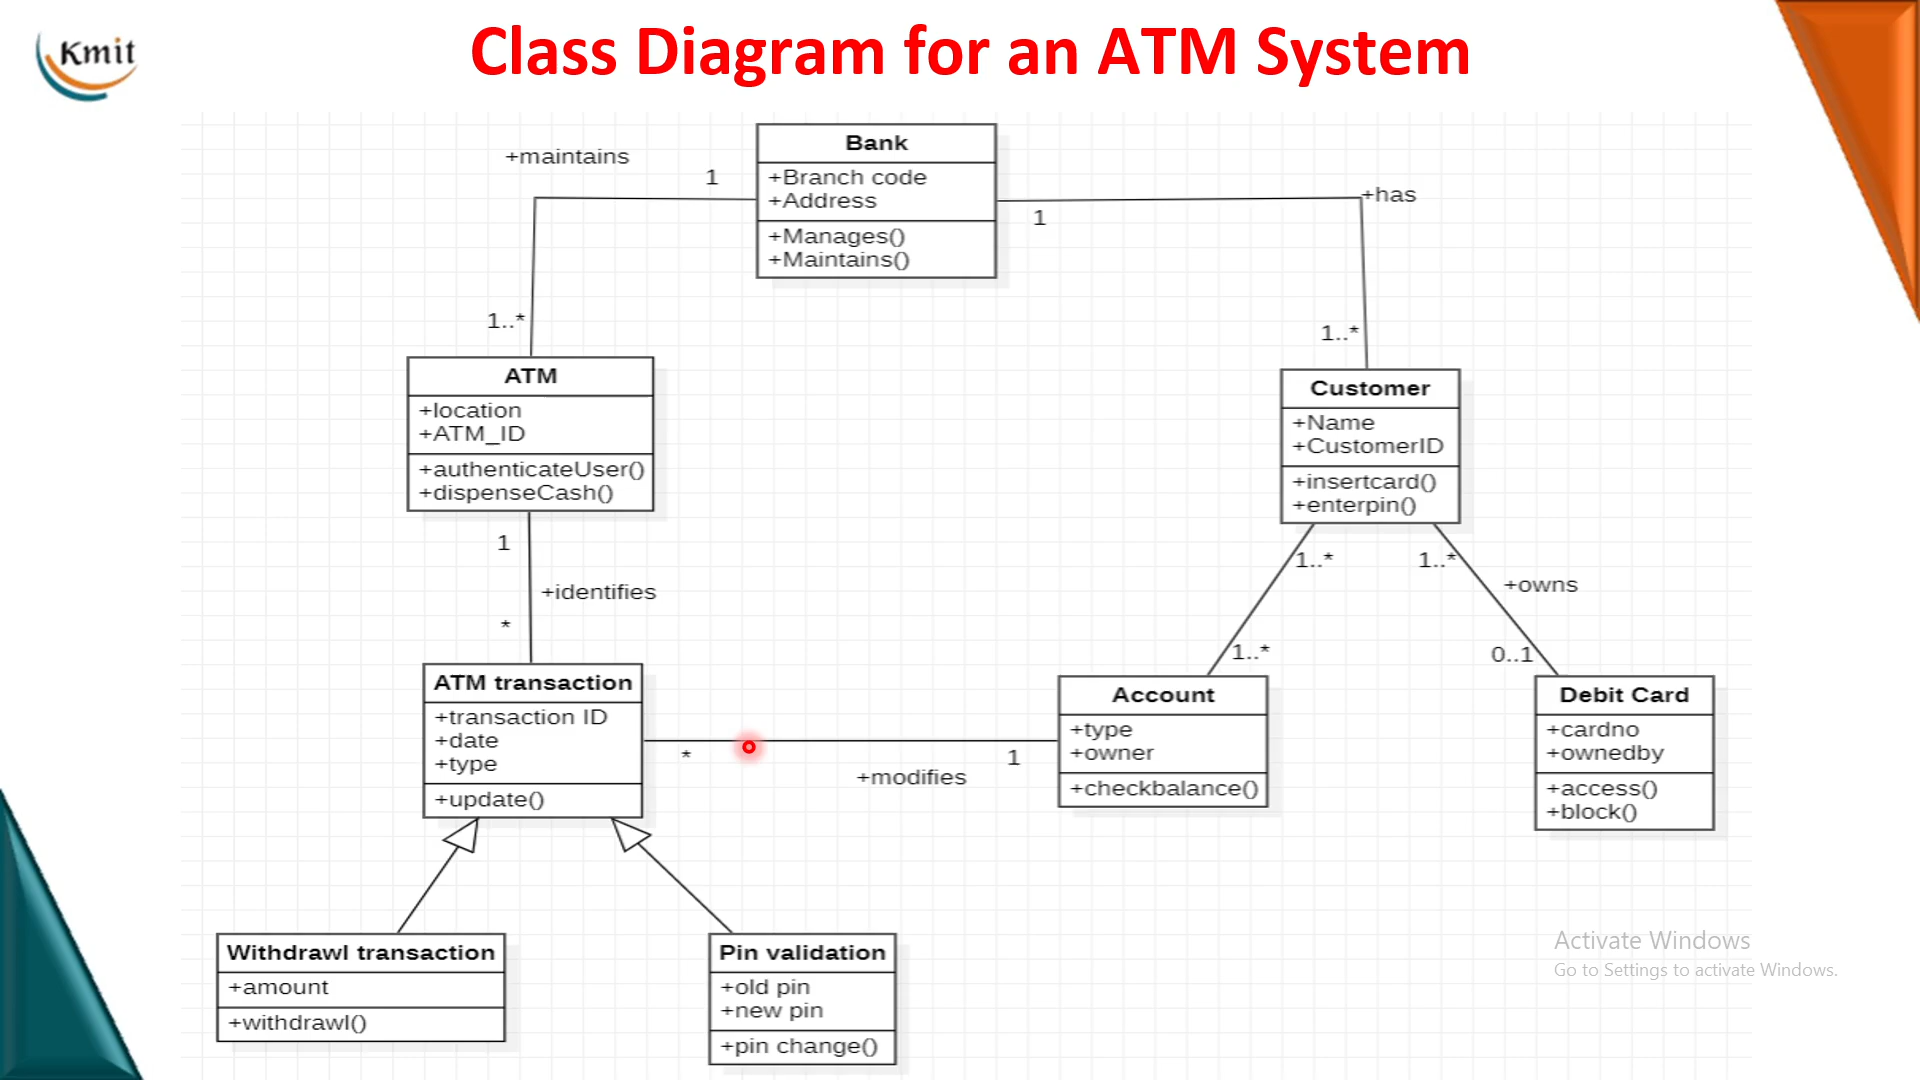 Kmit
Class Diagram for an ATM System
+maintains
1
Bank
+Branch code
+Address
+Manages()
+Maintains()
1
+has
1..*
1..*
ATM
+location
+ATM_ID
+authenticateUser()
+dispenseCash()
Customer
+Name
+CustomerID
+insertcard()
+enterpin()
1
+identifies
*
1..*
1..*
+owns
1..*
0..1
ATM transaction
+transaction ID
+date
+type
+update()
*
+modifies
1
Account
+type
+owner
+checkbalance()
Debit Card
+cardno
+ownedby
+access()
+block()
Withdrawl transaction
+amount
+withdrawl()
Pin validation
+old pin
+new pin
+pin change()
Activate Windows
Go to Settings to activate Windows.